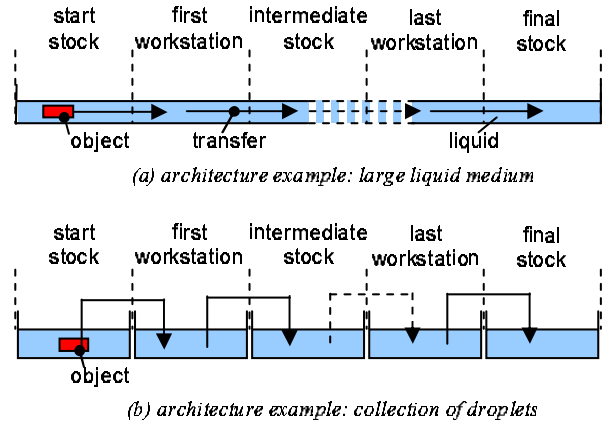 start first intermediate last final
stock workstation stock workstation stock
object transfer liquid
(a) architecture example: large liquid medium
start first intermediate last final
stock workstation stock workstation stock
object
(b) architecture example: collection of droplets